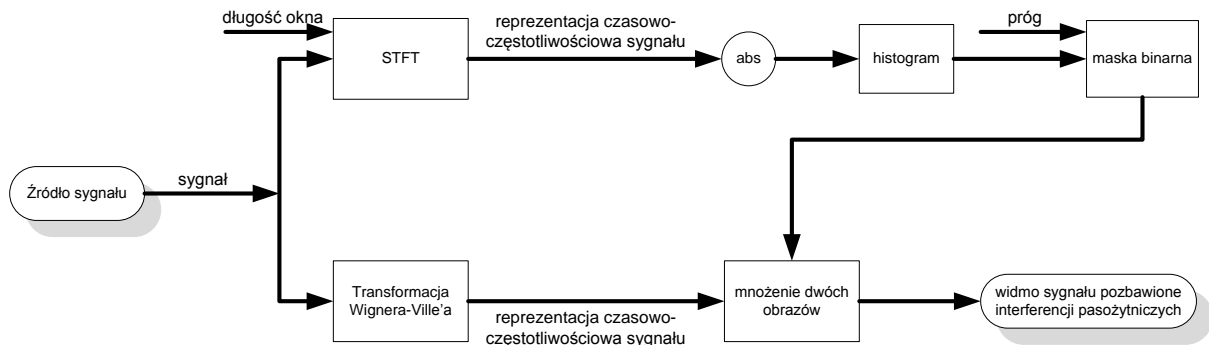 długość okna
STFT
reprezentacja czasowo-
częstotliwościowa sygnału
abs
histogram
próg
maska binarna
Źródło sygnału
sygnał
Transformacja
Wignera-Ville'a
reprezentacja czasowo-
częstotliwościowa sygnału
mnożenie dwóch
obrazów
widmo sygnału pozbawione
interferencji pasożytniczych